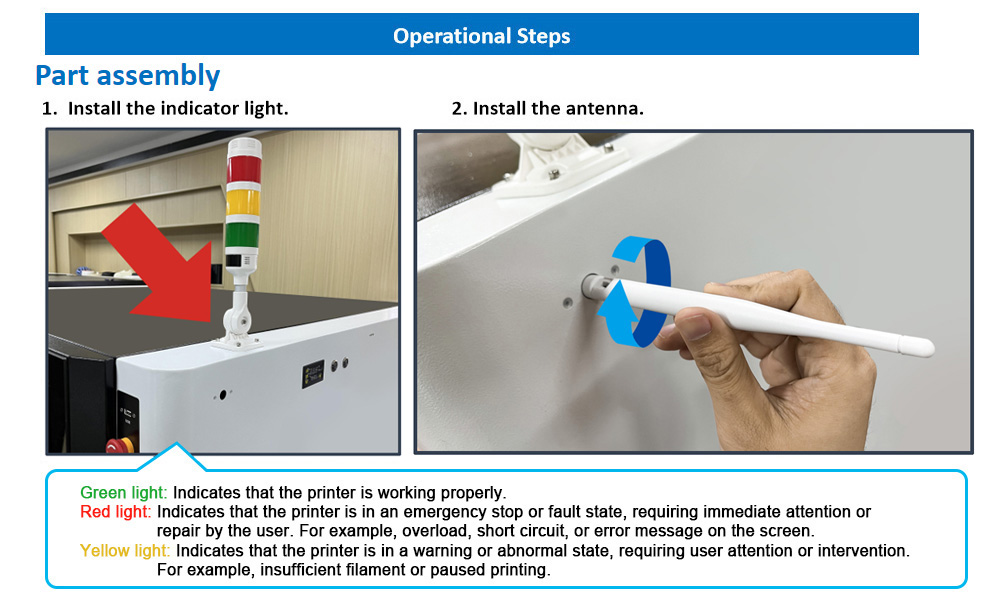 Operational Steps
Part assembly
1. Install the indicator light.
2. Install the antenna.
Green light: Indicates that the printer is working properly.
Red light: Indicates that the printer is in an emergency stop or fault state, requiring immediate attention or
repair by the user. For example, overload, short circuit, or error message on the screen.
Yellow light: Indicates that the printer is in a warning or abnormal state, requiring user attention or intervention.
For example, insufficient filament or paused printing.